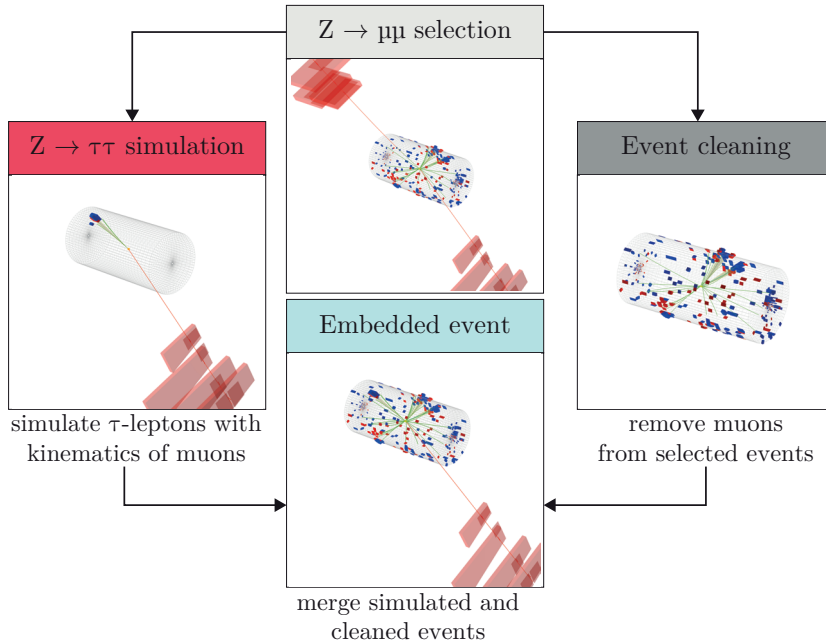 Z → μμ selection
Z → ττ simulation
Event cleaning
Embedded event
simulate τ-leptons with
kinematics of muons
remove muons
from selected events
merge simulated and
cleaned events